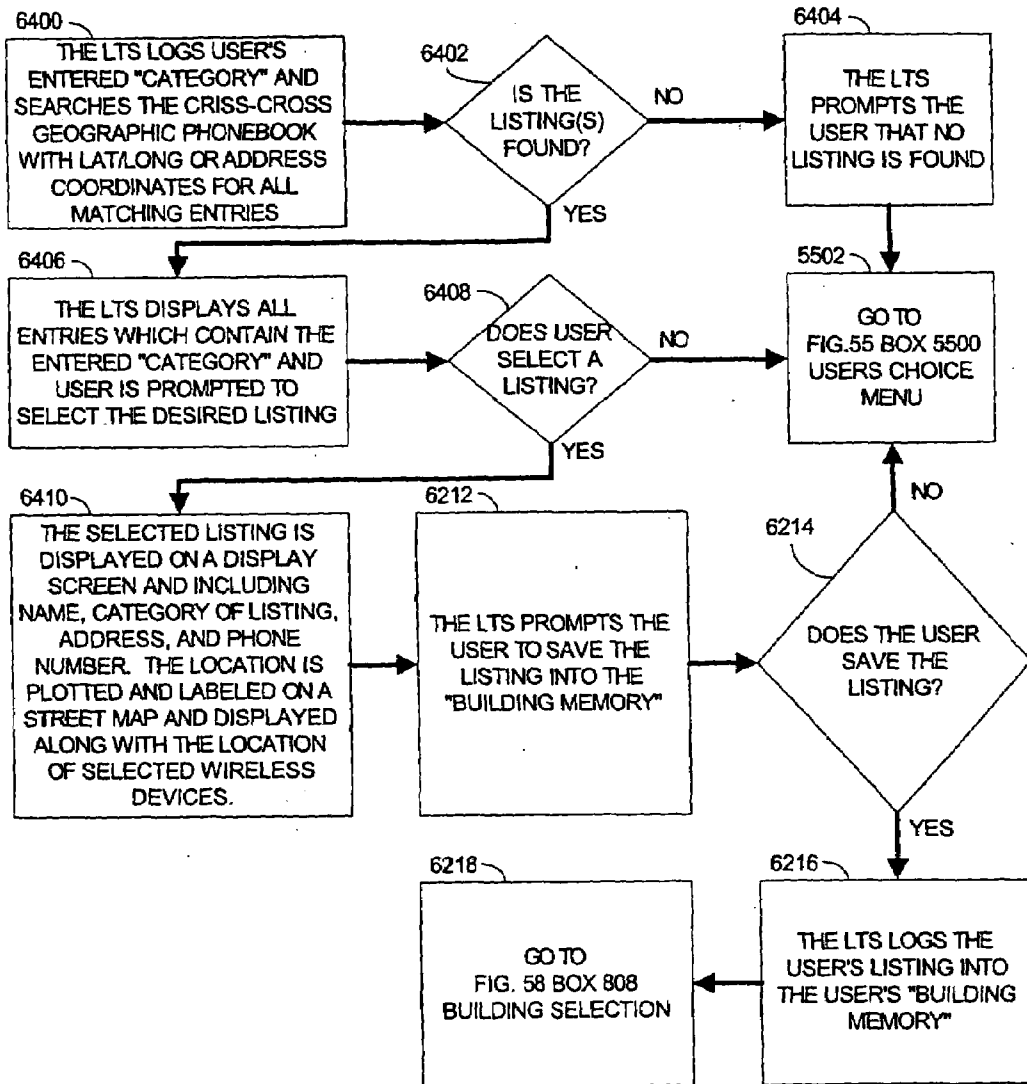 6400
THE LTS LOGS USER'S
ENTERED "CATEGORY" AND
SEARCHES THE CRISS-CROSS
GEOGRAPHIC PHONEBOOK
WITH LAT/LONG OR ADDRESS
COORDINATES FOR ALL
MATCHING ENTRIES
6402
IS THE
LISTING(S)
FOUND?
NO
YES
6404
THE LTS
PROMPTS THE
USER THAT NO
LISTING IS FOUND
6406
THE LTS DISPLAYS ALL
ENTRIES WHICH CONTAIN THE
ENTERED "CATEGORY" AND
USER IS PROMPTED TO
SELECT THE DESIRED LISTING
6408
DOES USER
SELECT A
LISTING?
NO
YES
5502
GO TO
FIG.55 BOX 5500
USERS CHOICE
MENU
6410
THE SELECTED LISTING IS
DISPLAYED ON A DISPLAY
SCREEN AND INCLUDING
NAME, CATEGORY OF LISTING,
ADDRESS, AND PHONE
NUMBER. THE LOCATION IS
PLOTTED AND LABELED ON A
STREET MAP AND DISPLAYED
ALONG WITH THE LOCATION
OF SELECTED WIRELESS
DEVICES.
6212
THE LTS PROMPTS THE
USER TO SAVE THE
LISTING INTO THE
"BUILDING MEMORY"
6214
DOES THE USER
SAVE THE
LISTING?
NO
YES
6218
GO TO
FIG. 58 BOX 808
BUILDING SELECTION
6216
THE LTS LOGS THE
USER'S LISTING INTO
THE USER'S "BUILDING
MEMORY"